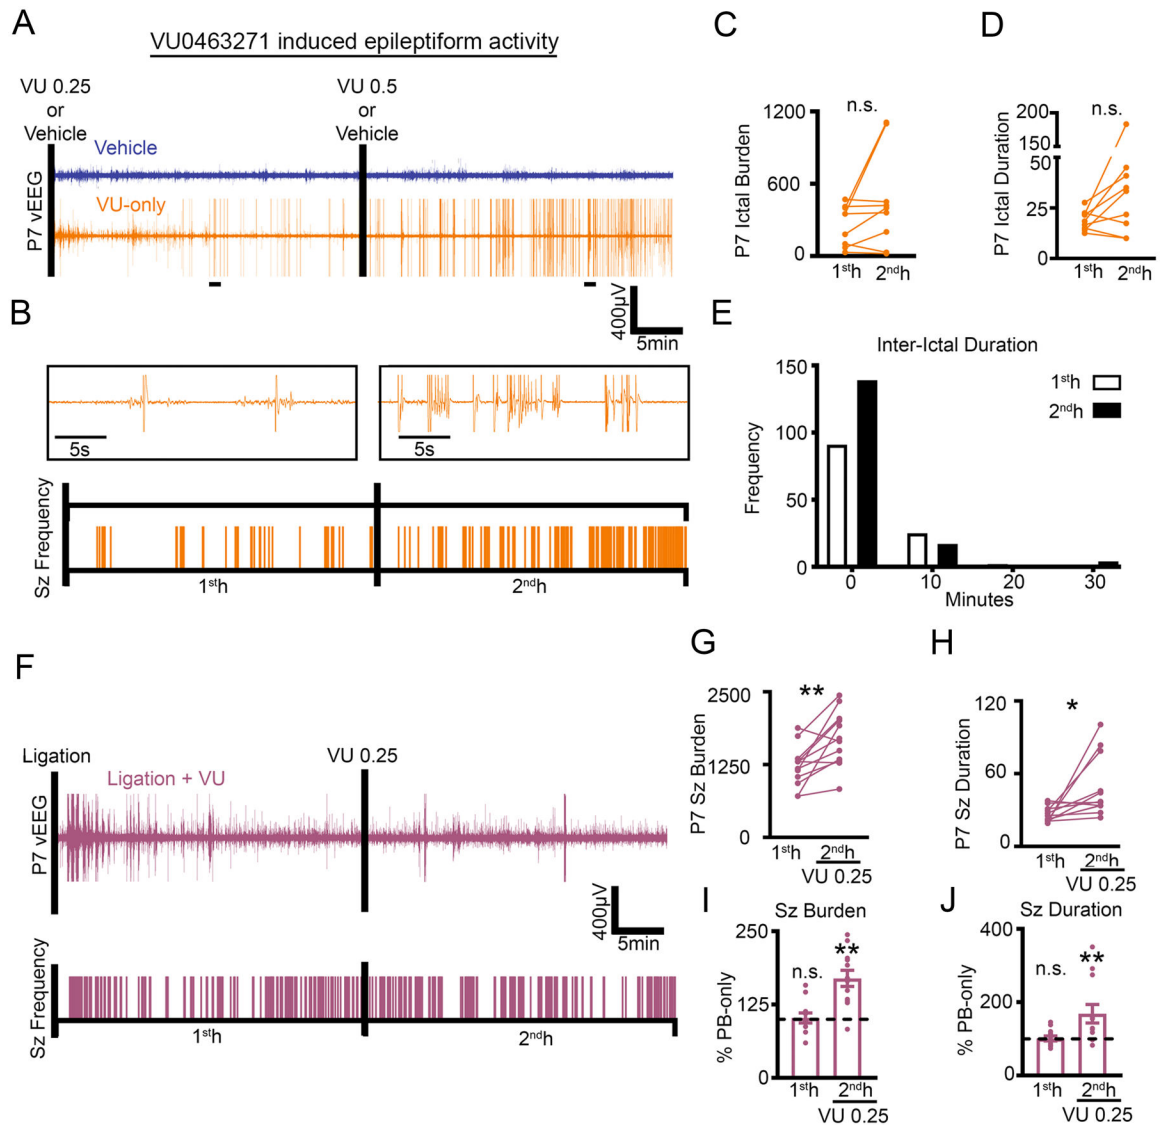 A
VU0463271 induced epileptiform activity
VU 0.25
or
Vehicle
VU 0.5
or
Vehicle
Vehicle
VU-only
P7 vEEG
400µV
5min
B
5s
5s
Sz Frequency
1ˢᵗh
2ⁿᵈh
C
n.s.
P7 Ictal Burden
1200
600
0
1ˢᵗh
2ⁿᵈh
D
n.s.
P7 Ictal Duration
200
150
50
25
0
1ˢᵗh
2ⁿᵈh
E
Inter-Ictal Duration
1ˢᵗh
2ⁿᵈh
Frequency
150
100
50
0
0
10
20
30
Minutes
F
Ligation
VU 0.25
Ligation + VU
P7 vEEG
400µV
5min
Sz Frequency
1ˢᵗh
2ⁿᵈh
G
**
P7 Sz Burden
2500
1250
0
1ˢᵗh
2ⁿᵈh
VU 0.25
H
*
P7 Sz Duration
120
60
0
1ˢᵗh
2ⁿᵈh
VU 0.25
I
Sz Burden
n.s.
**
% PB-only
250
125
0
1ˢᵗh
2ⁿᵈh
VU 0.25
J
Sz Duration
n.s.
**
% PB-only
400
200
0
1ˢᵗh
2ⁿᵈh
VU 0.25